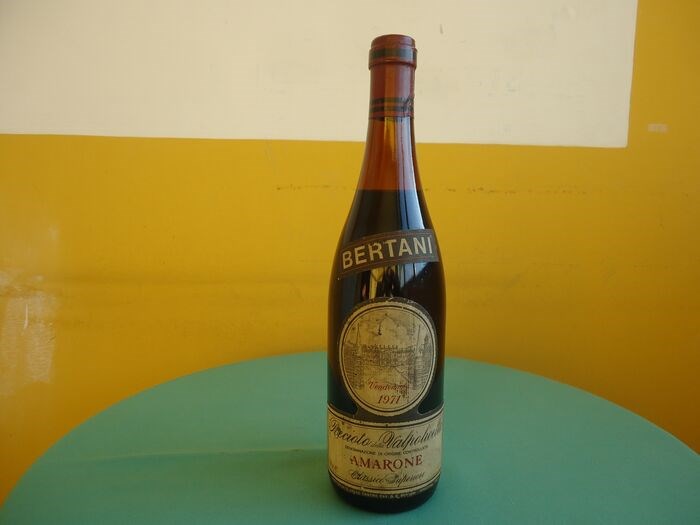 BERTANI
Vendemmia
1971
Recioto della Valpolicella
DENOMINAZIONE DI ORIGINE CONTROLLATA
AMARONE
Classico Superiore